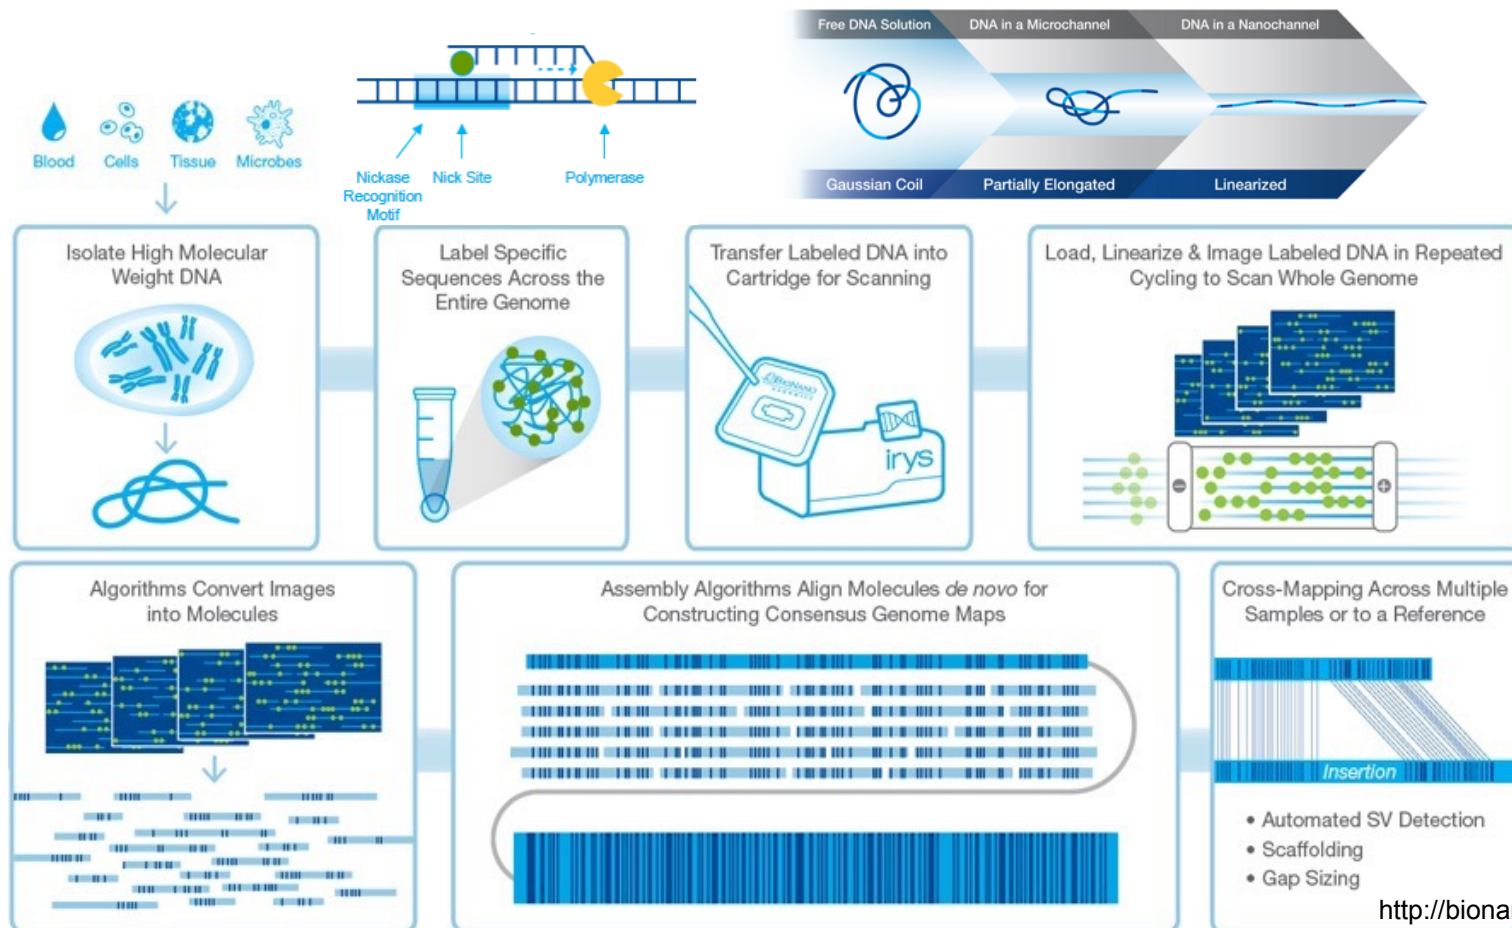 Free DNA Solution
DNA in a Microchannel
DNA in a Nanochannel
Gaussian Coil
Partially Elongated
Linearized
Blood
Cells
Tissue
Microbes
Nickase
Recognition
Motif
Nick Site
Polymerase
Isolate High Molecular
Weight DNA
Label Specific
Sequences Across the
Entire Genome
Transfer Labeled DNA into
Cartridge for Scanning
BIONANO
GENOMICS
irys
Load, Linearize & Image Labeled DNA in Repeated
Cycling to Scan Whole Genome
Algorithms Convert Images
into Molecules
Assembly Algorithms Align Molecules de novo for
Constructing Consensus Genome Maps
Cross-Mapping Across Multiple
Samples or to a Reference
Insertion
• Automated SV Detection
• Scaffolding
• Gap Sizing
http://biona